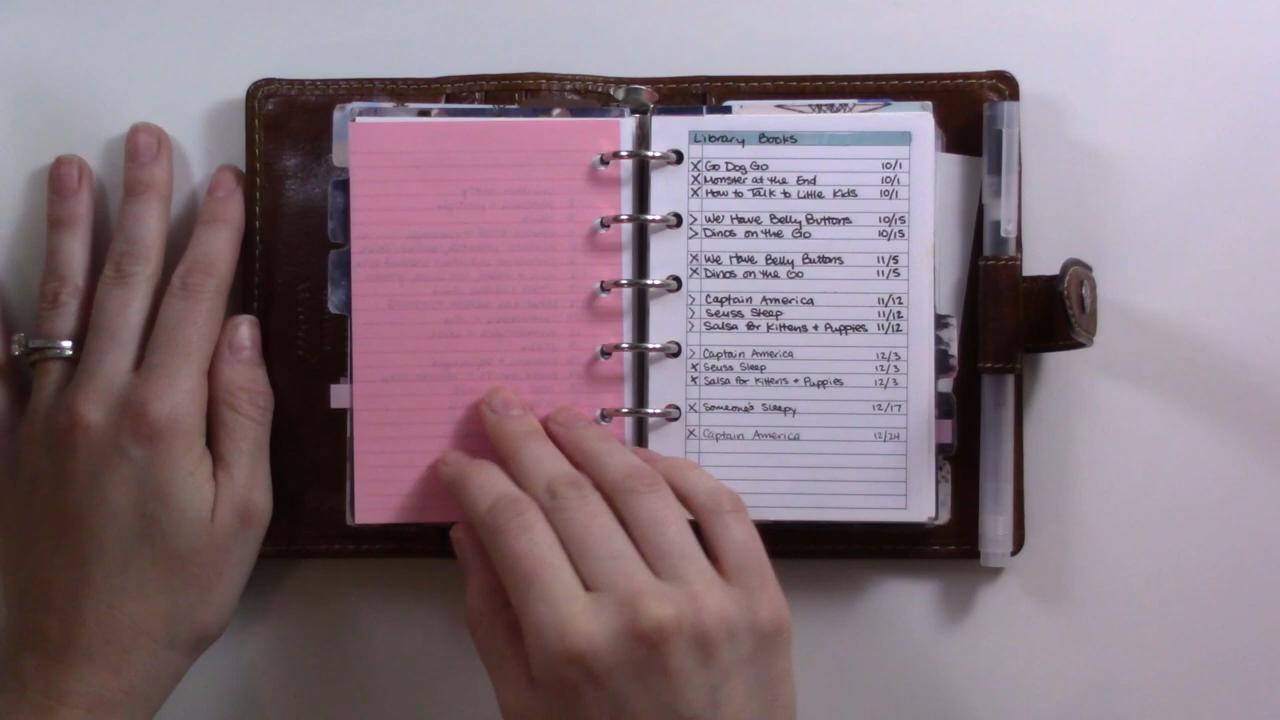 Library Books
X Go Dog Go 10/1
X Monster at the End 10/1
X How to Talk to Little Kids 10/1
> We Have Belly Buttons 10/15
> Dinos on the Go 10/15
X We Have Belly Buttons 11/5
X Dinos on the Go 11/5
> Captain America 11/12
> Seuss Sleep 11/12
> Salsa for Kittens + Puppies 11/12
> Captain America 12/3
X Seuss Sleep 12/3
X Salsa for Kittens + Puppies 12/3
X Someone's Sleepy 12/17
X Captain America 12/24